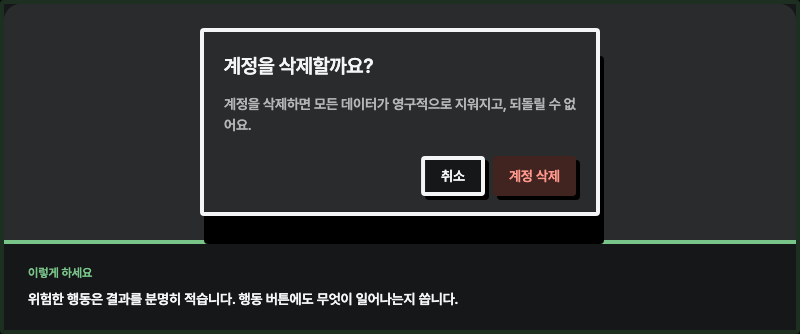 계정을 삭제할까요?
계정을 삭제하면 모든 데이터가 영구적으로 지워지고, 되돌릴 수 없
어요.
취소
계정 삭제
이렇게 하세요
위험한 행동은 결과를 분명히 적습니다. 행동 버튼에도 무엇이 일어나는지 씁니다.